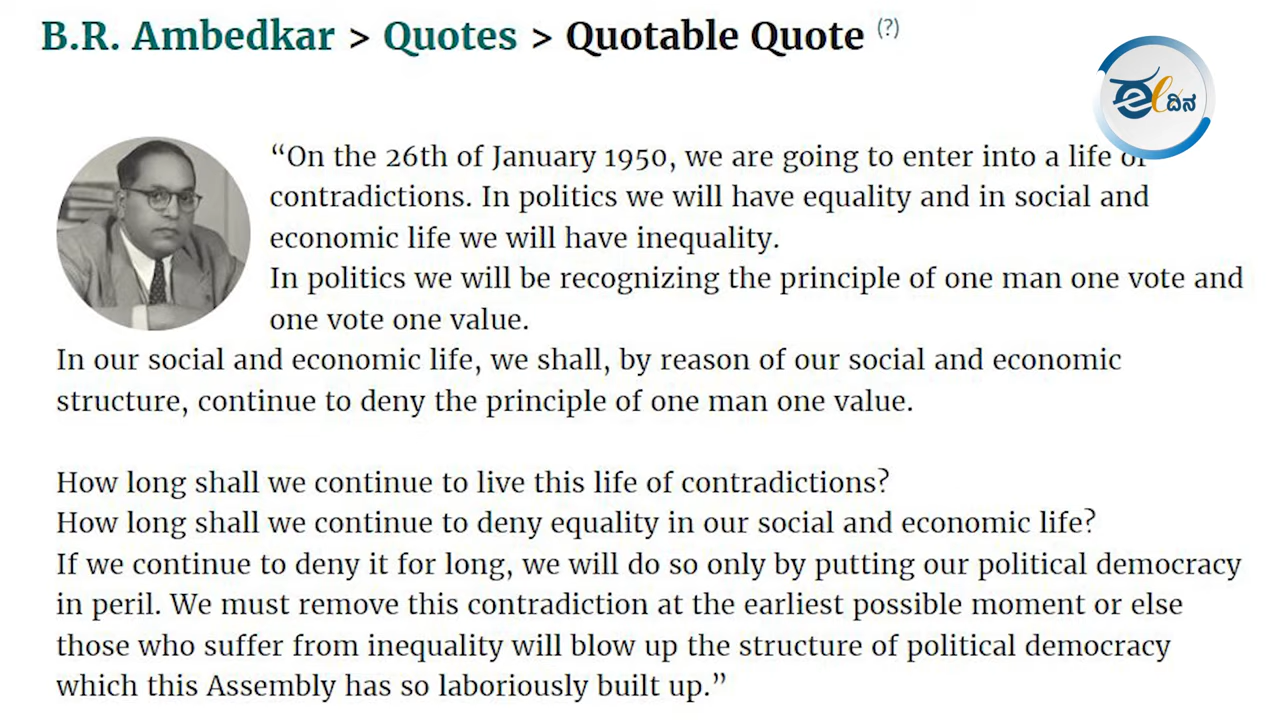 B.R. Ambedkar > Quotes > Quotable Quote (?)
ಈ ದಿನ
“On the 26th of January 1950, we are going to enter into a life of
contradictions. In politics we will have equality and in social and
economic life we will have inequality.
In politics we will be recognizing the principle of one man one vote and
one vote one value.
In our social and economic life, we shall, by reason of our social and economic
structure, continue to deny the principle of one man one value.
How long shall we continue to live this life of contradictions?
How long shall we continue to deny equality in our social and economic life?
If we continue to deny it for long, we will do so only by putting our political democracy
in peril. We must remove this contradiction at the earliest possible moment or else
those who suffer from inequality will blow up the structure of political democracy
which this Assembly has so laboriously built up.”